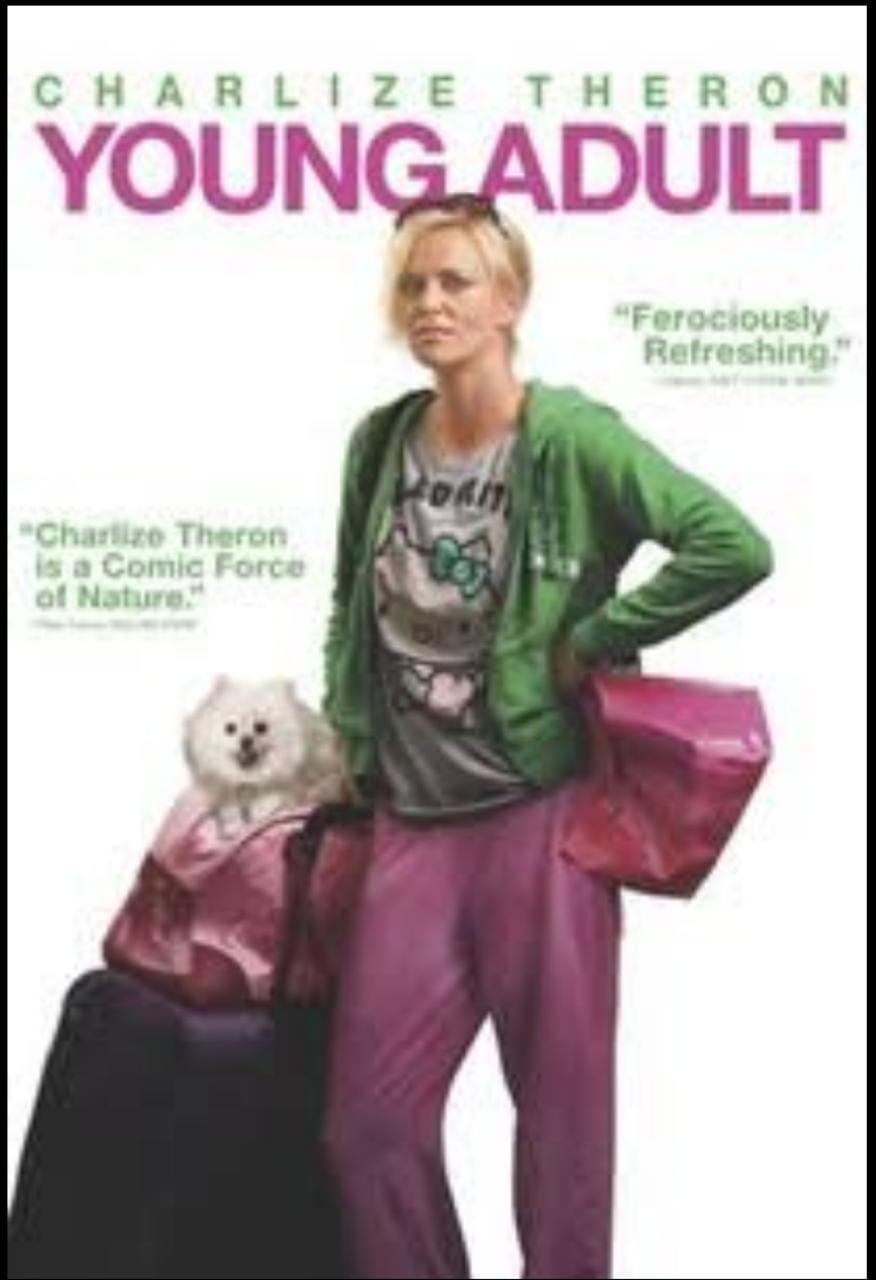 CHARLIZE THERON
YOUNG ADULT
“Ferociously
Refreshing.”
“Charlize Theron
is a Comic Force
of Nature.”